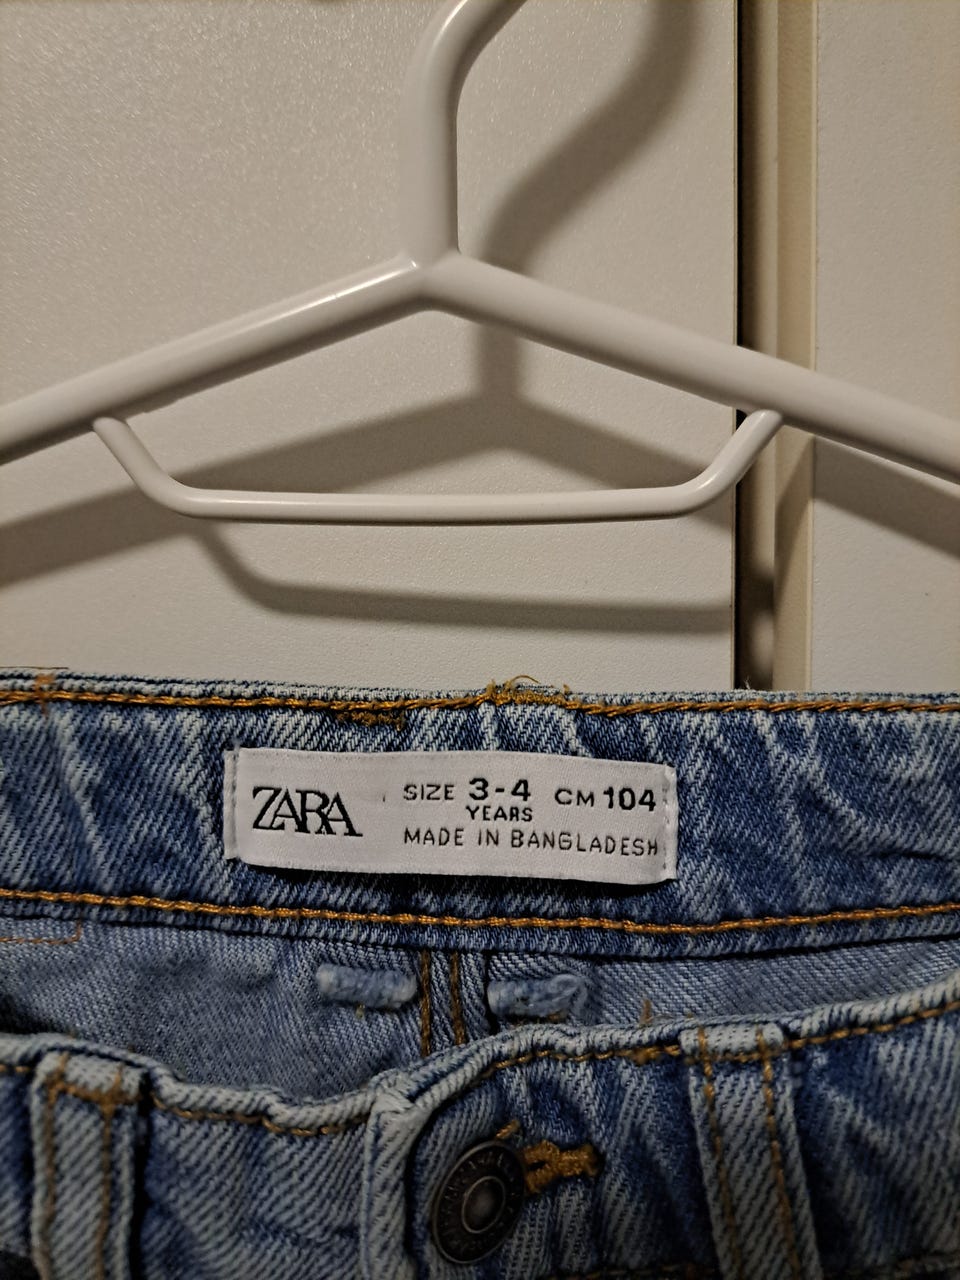 ZARA
SIZE 3-4 CM 104
YEARS
MADE IN BANGLADESH